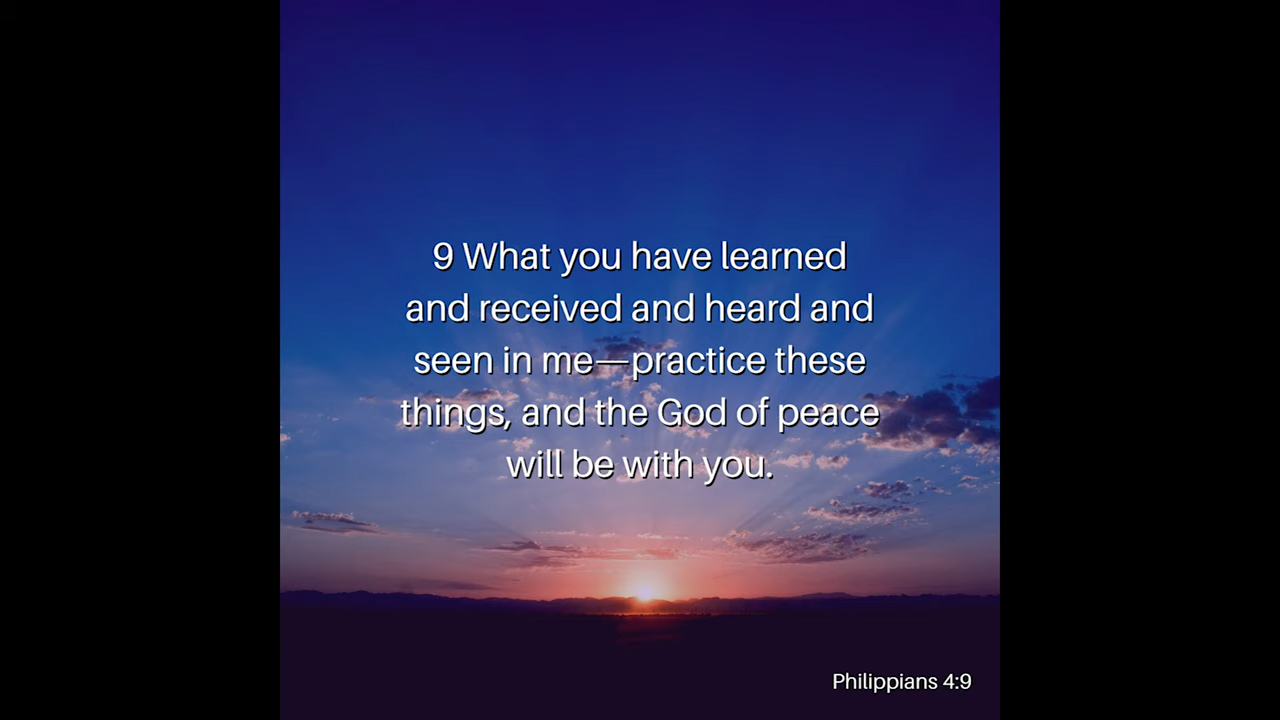 9 What you have learned
and received and heard and
seen in me—practice these
things, and the God of peace
will be with you.
Philippians 4:9